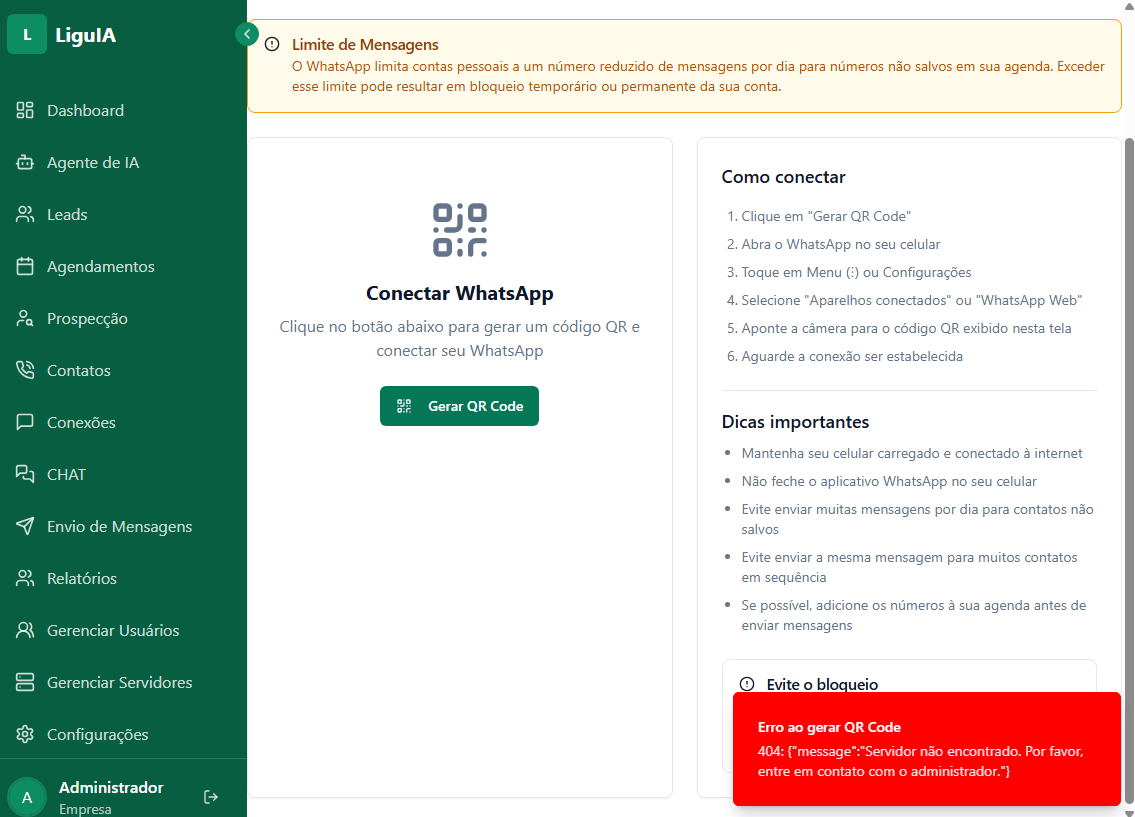 L
LiguIA
Dashboard
Agente de IA
Leads
Agendamentos
Prospecção
Contatos
Conexões
CHAT
Envio de Mensagens
Relatórios
Gerenciar Usuários
Gerenciar Servidores
Configurações
A
Administrador
Empresa
Limite de Mensagens
O WhatsApp limita contas pessoais a um número reduzido de mensagens por dia para números não salvos em sua agenda. Exceder
esse limite pode resultar em bloqueio temporário ou permanente da sua conta.
Conectar WhatsApp
Clique no botão abaixo para gerar um código QR e
conectar seu WhatsApp
Gerar QR Code
Como conectar
1. Clique em "Gerar QR Code"
2. Abra o WhatsApp no seu celular
3. Toque em Menu (⋮) ou Configurações
4. Selecione "Aparelhos conectados" ou "WhatsApp Web"
5. Aponte a câmera para o código QR exibido nesta tela
6. Aguarde a conexão ser estabelecida
Dicas importantes
• Mantenha seu celular carregado e conectado à internet
• Não feche o aplicativo WhatsApp no seu celular
• Evite enviar muitas mensagens por dia para contatos não
salvos
• Evite enviar a mesma mensagem para muitos contatos
em sequência
• Se possível, adicione os números à sua agenda antes de
enviar mensagens
Evite o bloqueio
Erro ao gerar QR Code
404: {"message":"Servidor não encontrado. Por favor,
entre em contato com o administrador."}